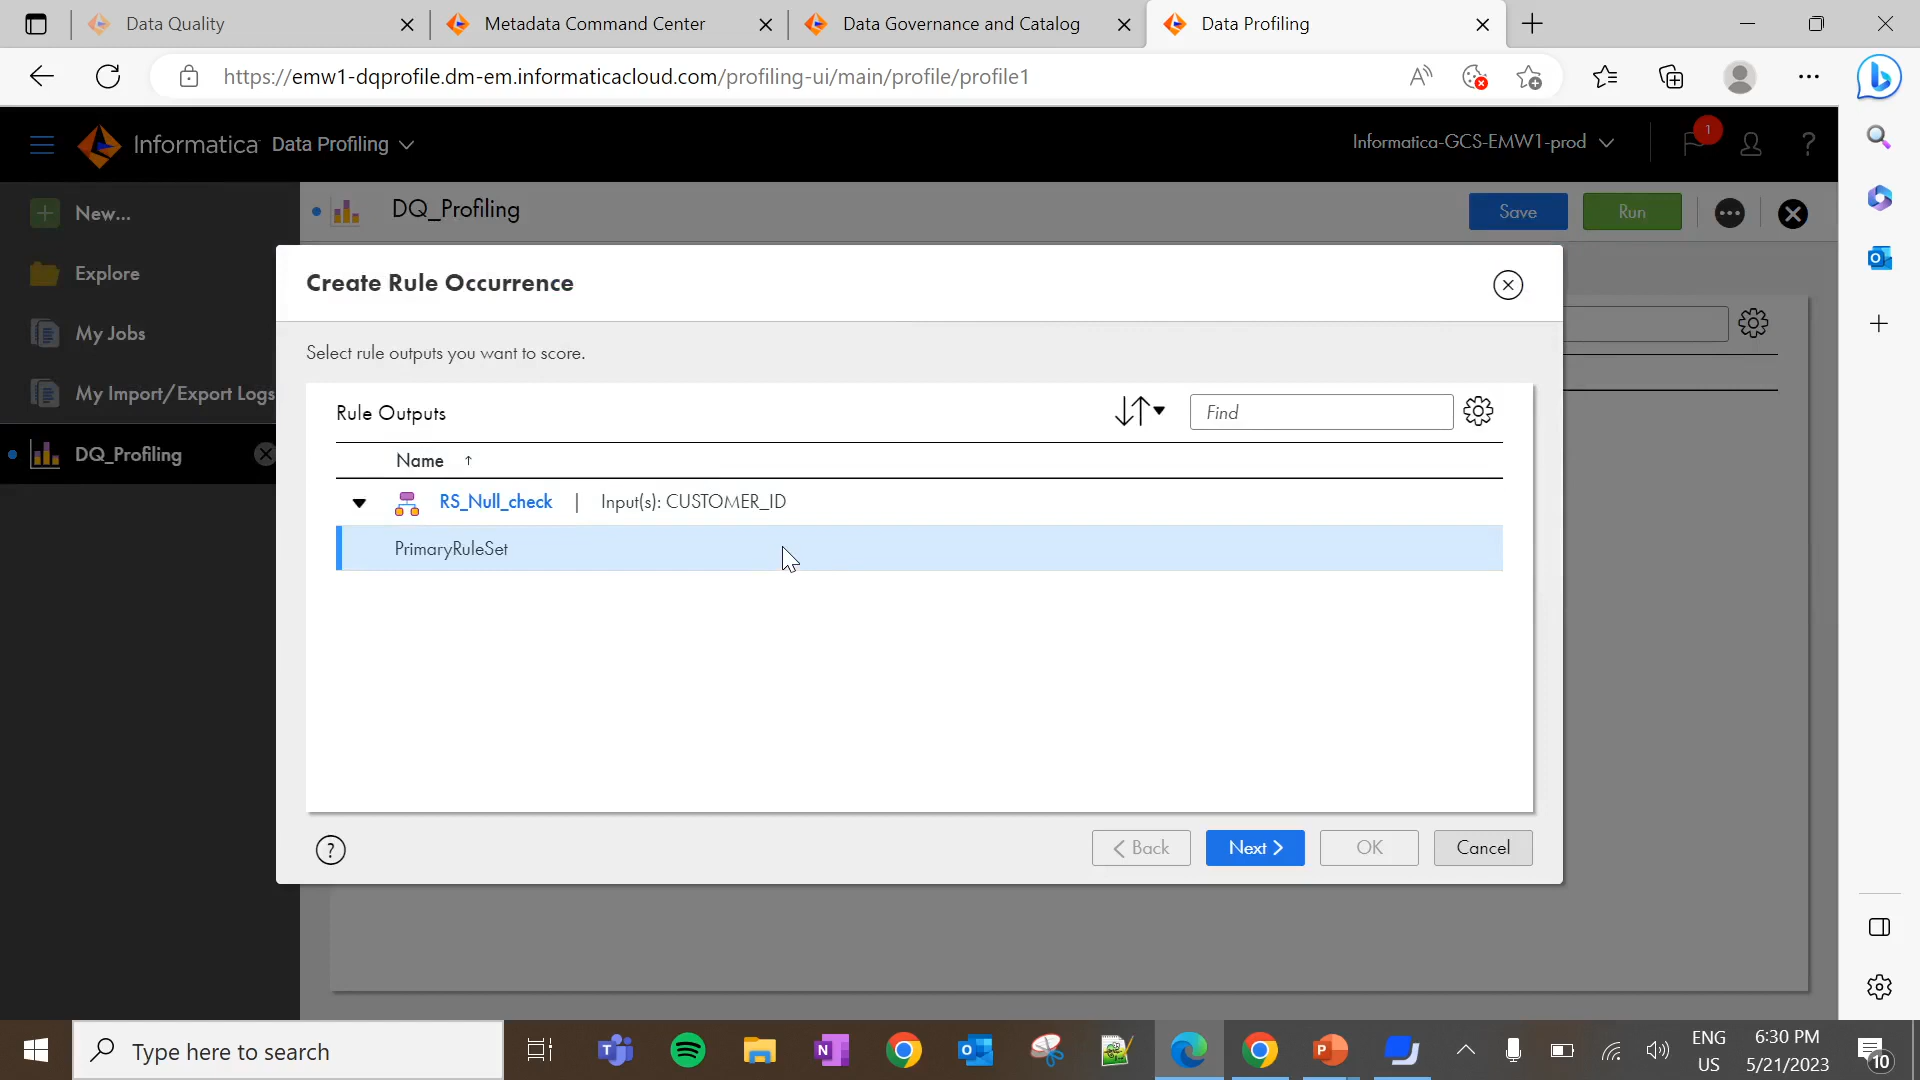 Data Quality
Metadata Command Center
Data Governance and Catalog
Data Profiling
https://emw1-dqprofile.dm-em.informaticacloud.com/profiling-ui/main/profile/profile1
Informatica Data Profiling
Informatica-GCS-EMW1-prod
1
New...
Explore
My Jobs
My Import/Export Logs
DQ_Profiling
DQ_Profiling
Save
Run
Create Rule Occurrence
Select rule outputs you want to score.
Rule Outputs
Find
Name ↑
RS_Null_check | Input(s): CUSTOMER_ID
PrimaryRuleSet
?
< Back
Next >
OK
Cancel
Type here to search
ENG
US
6:30 PM
5/21/2023
10